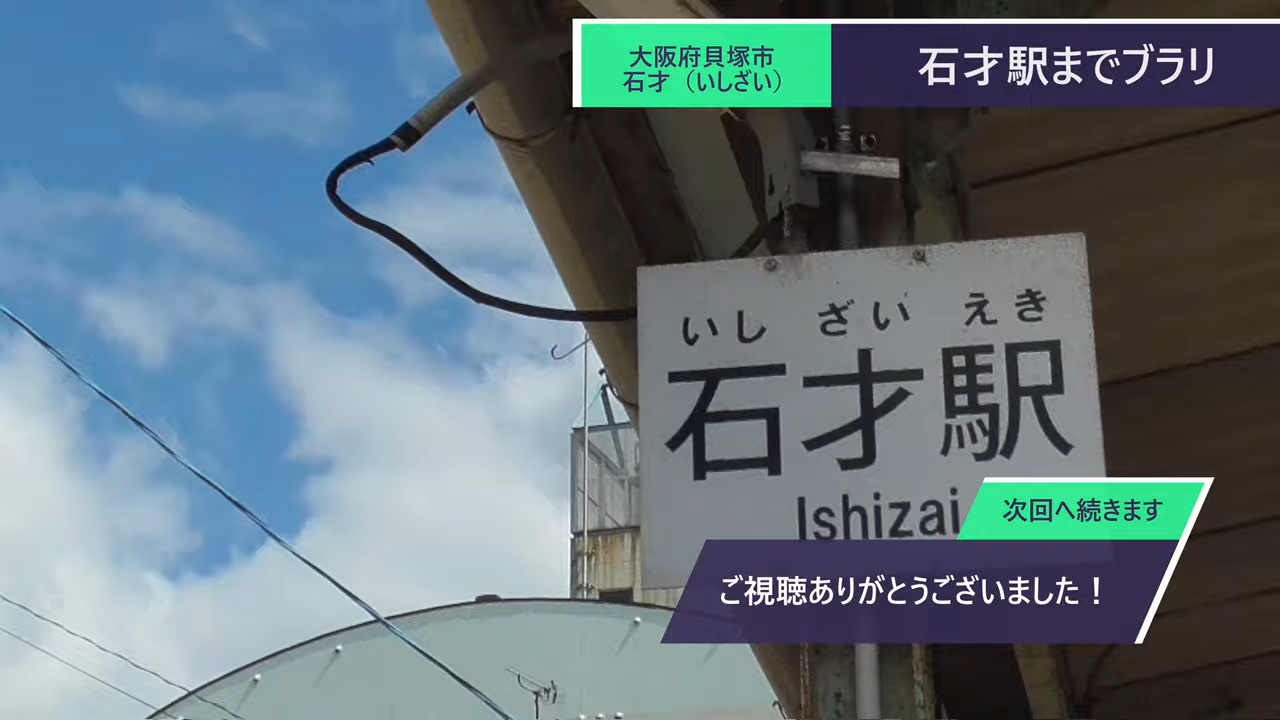 大阪府貝塚市
石才（いしざい）
石才駅までブラリ
いし ざい えき
石才駅
Ishizai
次回へ続きます
ご視聴ありがとうございました！